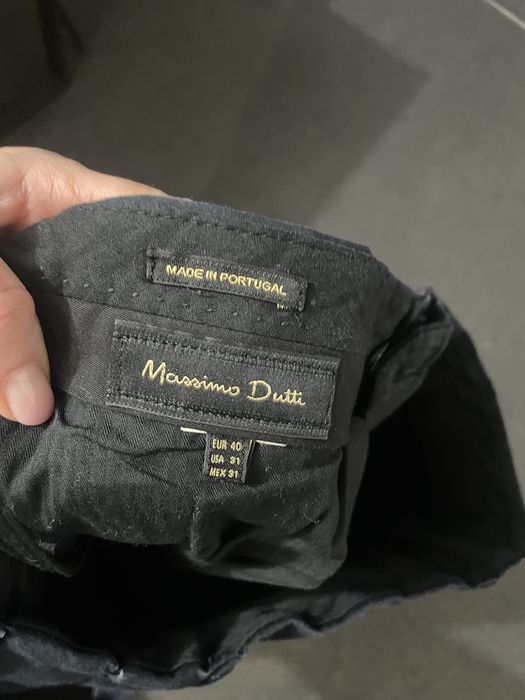 MADE IN PORTUGAL
Massimo Dutti
EUR 40
USA 31
MEX 31